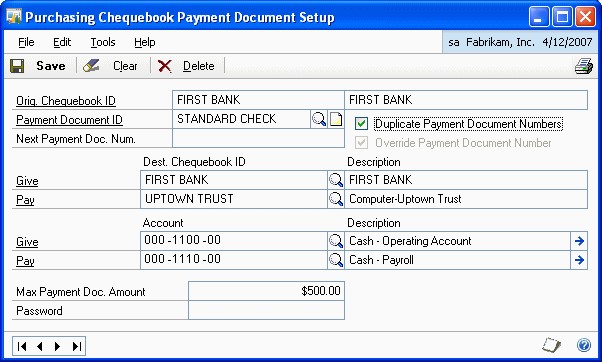 Purchasing Chequebook Payment Document Setup
File Edit Tools Help sa Fabrikam, Inc. 4/12/2007
Save Clear Delete
Orig. Chequebook ID FIRST BANK FIRST BANK
Payment Document ID STANDARD CHECK Duplicate Payment Document Numbers
Next Payment Doc. Num. Override Payment Document Number
Dest. Chequebook ID Description
Give FIRST BANK FIRST BANK
Pay UPTOWN TRUST Computer-Uptown Trust
Account Description
Give 000 -1100 -00 Cash - Operating Account
Pay 000 -1110 -00 Cash - Payroll
Max Payment Doc. Amount $500.00
Password